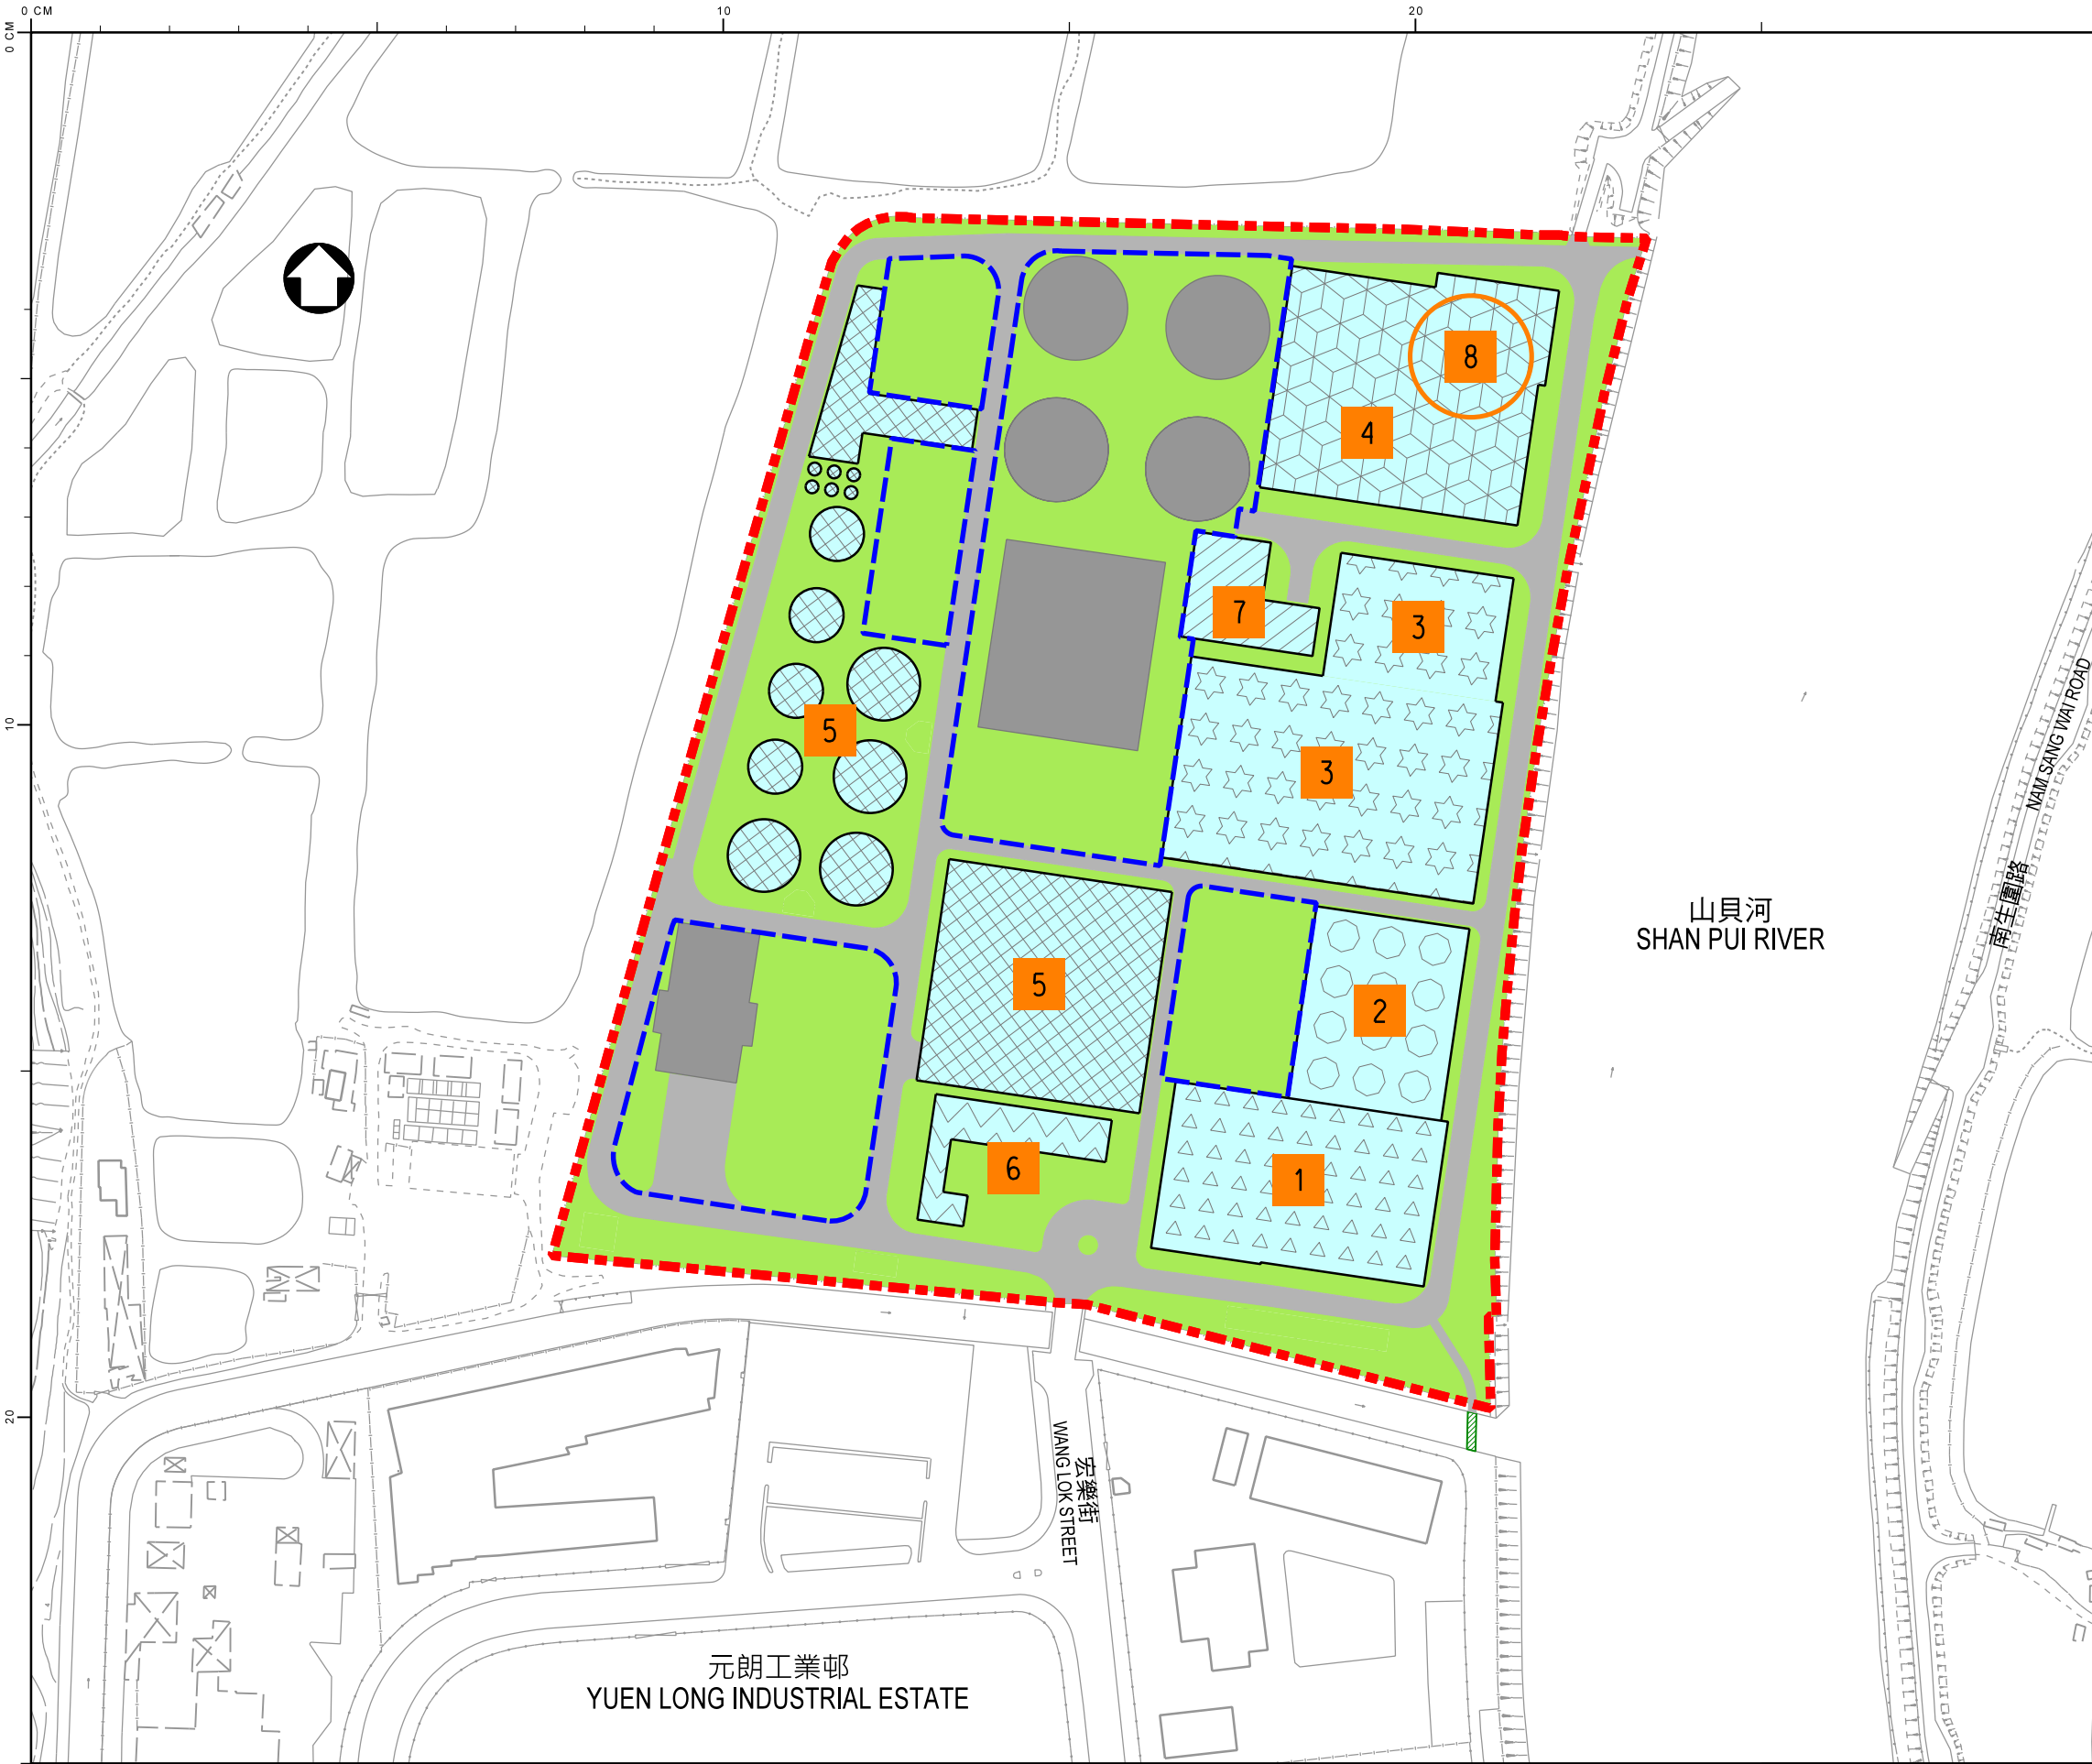 0 CM
10
20
0 CM
10
20
8
4
7
3
3
5
5
2
6
1
山貝河
SHAN PUI RIVER
南生圍路
NAM SANG WAI ROAD
宏樂街
WANG LOK STREET
元朗工業邨
YUEN LONG INDUSTRIAL ESTATE